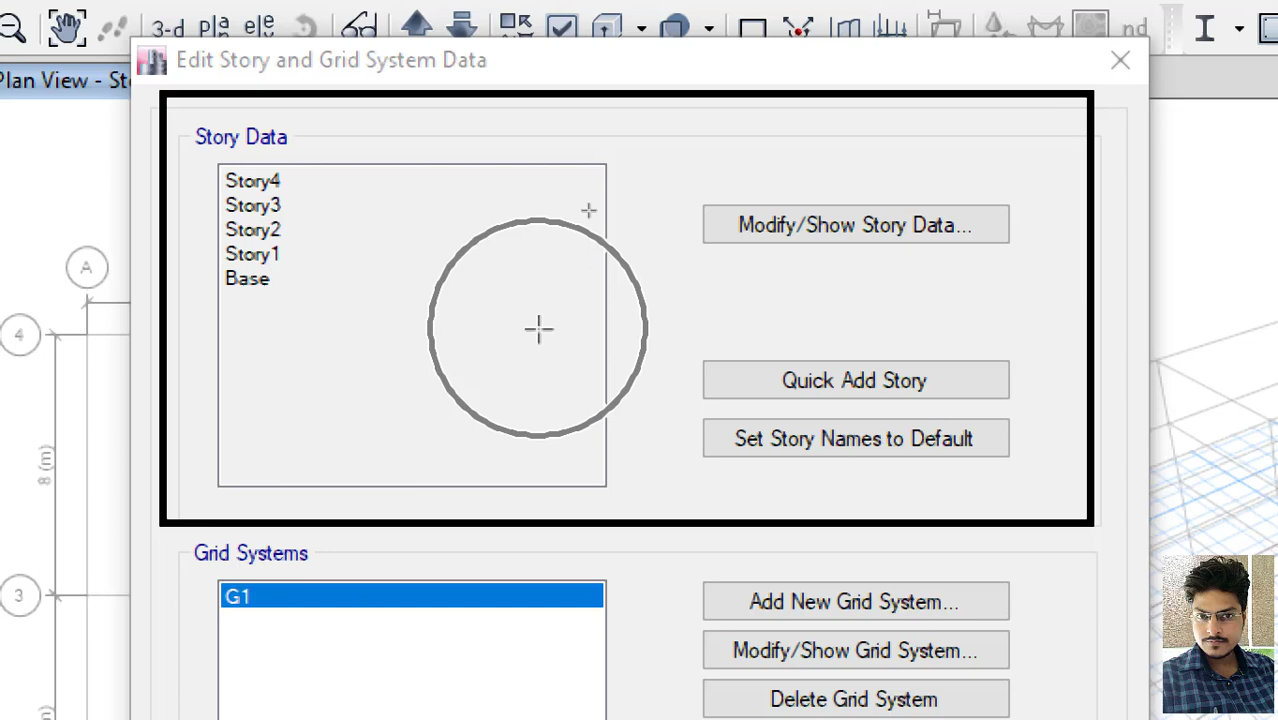 3-d pla ele
nd
Edit Story and Grid System Data
Plan View - Sto
Story Data
Story4
Story3
Story2
Story1
Base
Modify/Show Story Data...
Quick Add Story
Set Story Names to Default
A
4
8 (m)
3
Grid Systems
G1
Add New Grid System...
Modify/Show Grid System...
Delete Grid System